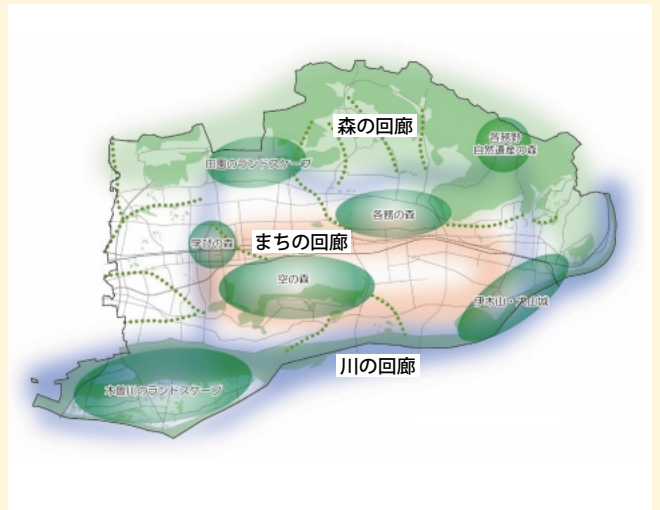 森の回廊
各務野
自然遺産の森
田園のランドスケープ
各務の森
学びの森
まちの回廊
空の森
伊木山・犬山城
川の回廊
木曽川のランドスケープ